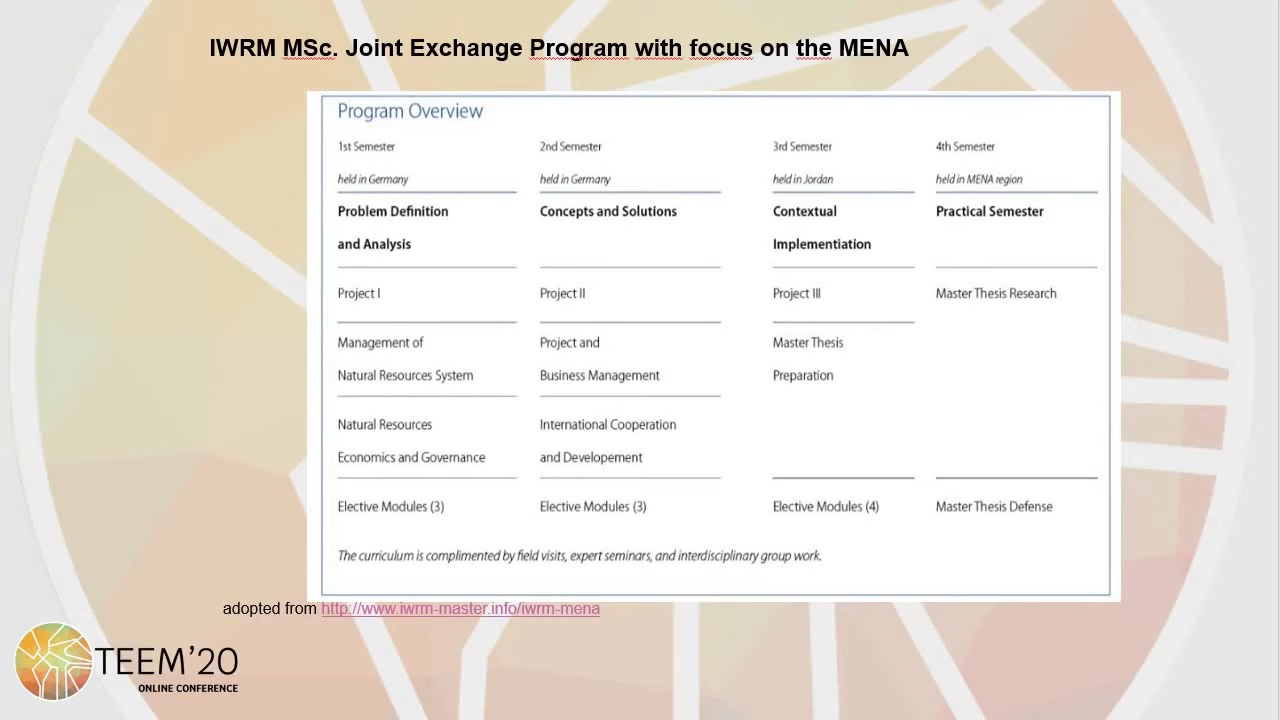 IWRM MSc. Joint Exchange Program with focus on the MENA
Program Overview
1st Semester
held in Germany
Problem Definition
and Analysis
Project I
Management of
Natural Resources System
Natural Resources
Economics and Governance
Elective Modules (3)
2nd Semester
held in Germany
Concepts and Solutions
Project II
Project and
Business Management
International Cooperation
and Developement
Elective Modules (3)
3rd Semester
held in Jordan
Contextual
Implementiation
Project III
Master Thesis
Preparation
Elective Modules (4)
4th Semester
held in MENA region
Practical Semester
Master Thesis Research
Master Thesis Defense
The curriculum is complimented by field visits, expert seminars, and interdisciplinary group work.
adopted from http://www.iwrm-master.info/iwrm-mena
TEEM'20
ONLINE CONFERENCE